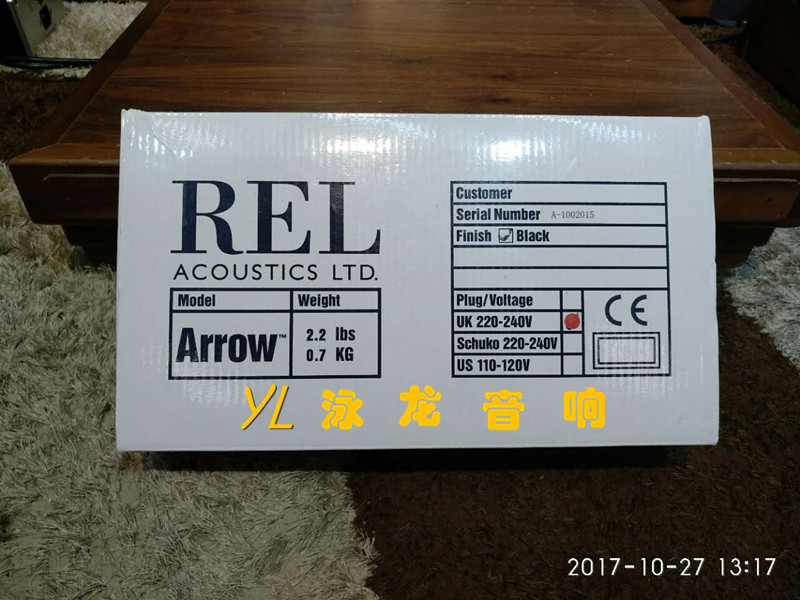 REL
ACOUSTICS LTD.
Model Weight
Arrow™ 2.2 lbs
0.7 KG
Customer
Serial Number A-1002015
Finish Black
Plug/Voltage
UK 220-240V
Schuko 220-240V
US 110-120V
CE
YL 泳龙音响
2017-10-27 13:17